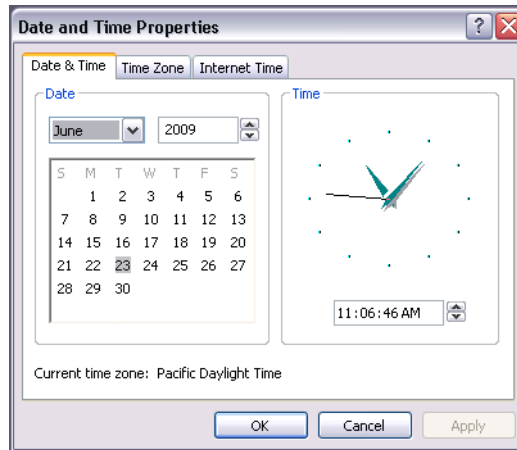 Date and Time Properties
Date & Time Time Zone Internet Time
Date
June 2009
S M T W T F S
1 2 3 4 5 6
7 8 9 10 11 12 13
14 15 16 17 18 19 20
21 22 23 24 25 26 27
28 29 30
Time
11:06:46 AM
Current time zone: Pacific Daylight Time
OK Cancel Apply